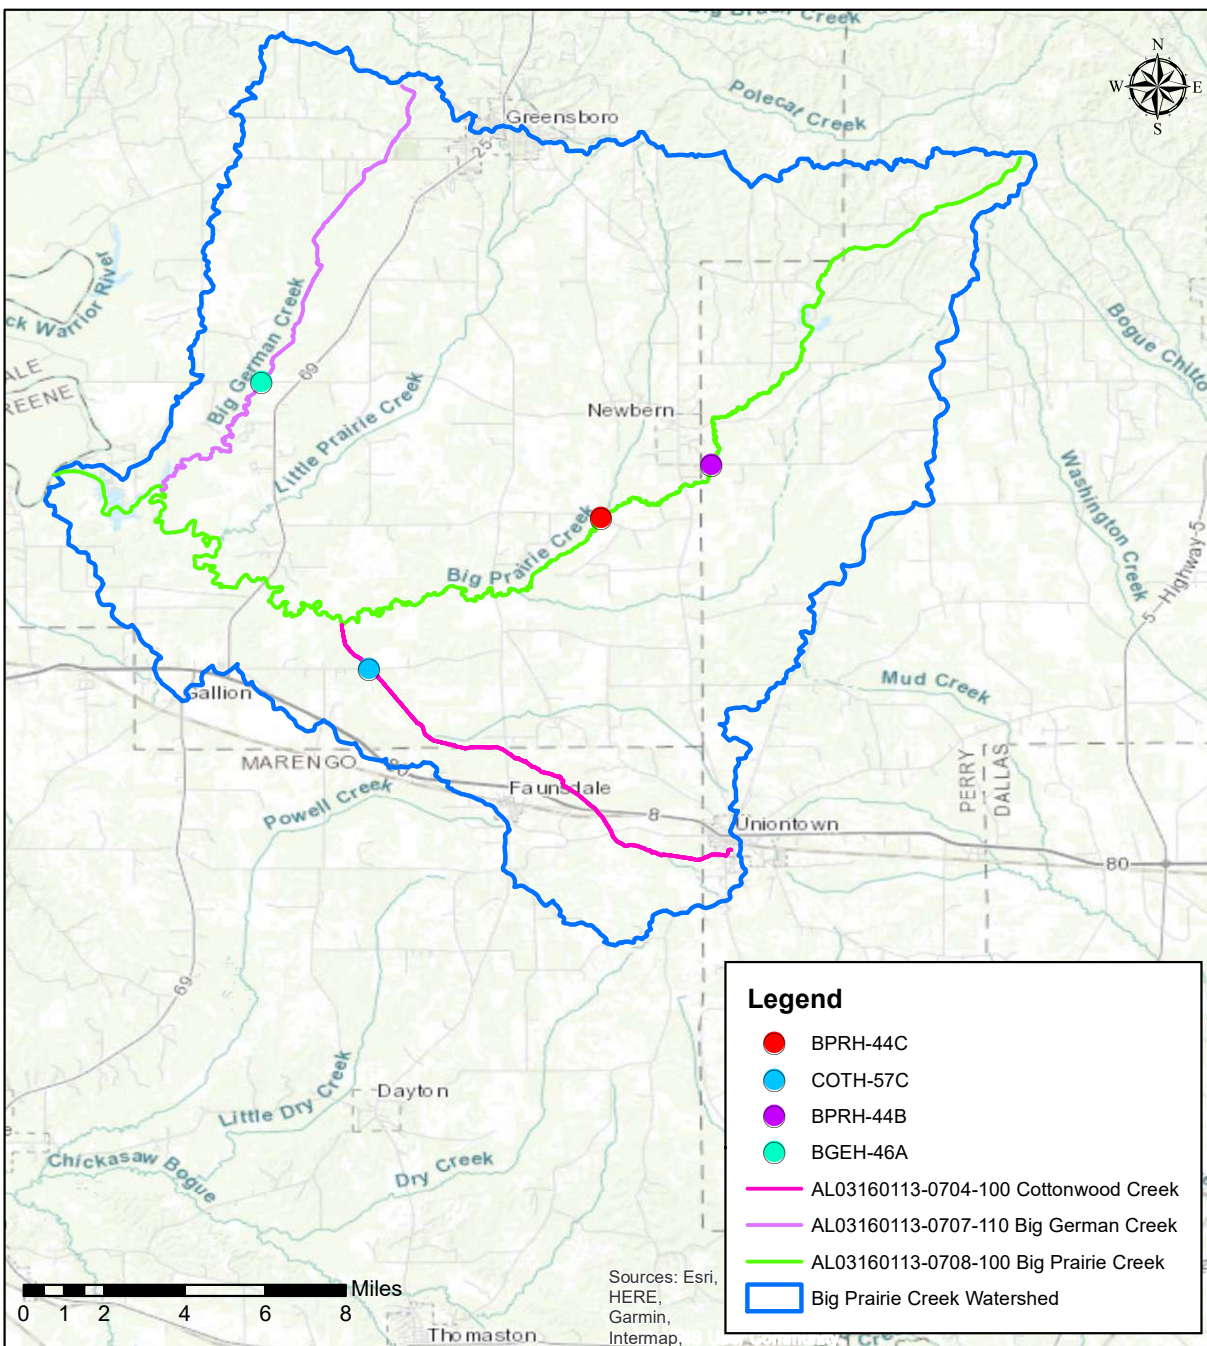 Big Brush Creek
N
W E
S
Polecat Creek
Greensboro
25
ck Warrior River
Big German Creek
Bogue Chitto
ALE
REENE
69
Little Prairie Creek
Newbern
Washington Creek
Big Prairie Creek
5-Highway-5
Gallion
Mud Creek
MARENGO
80
PERRY
DALLAS
Powell Creek
Faunsdale
8
Uniontown
80
69
Legend
BPRH-44C
COTH-57C
BPRH-44B
BGEH-46A
AL03160113-0704-100 Cottonwood Creek
AL03160113-0707-110 Big German Creek
AL03160113-0708-100 Big Prairie Creek
Big Prairie Creek Watershed
Dayton
Little Dry Creek
Chickasaw Bogue
Dry Creek
Miles
0 1 2 4 6 8
Sources: Esri,
HERE,
Garmin,
Intermap,
Thomaston